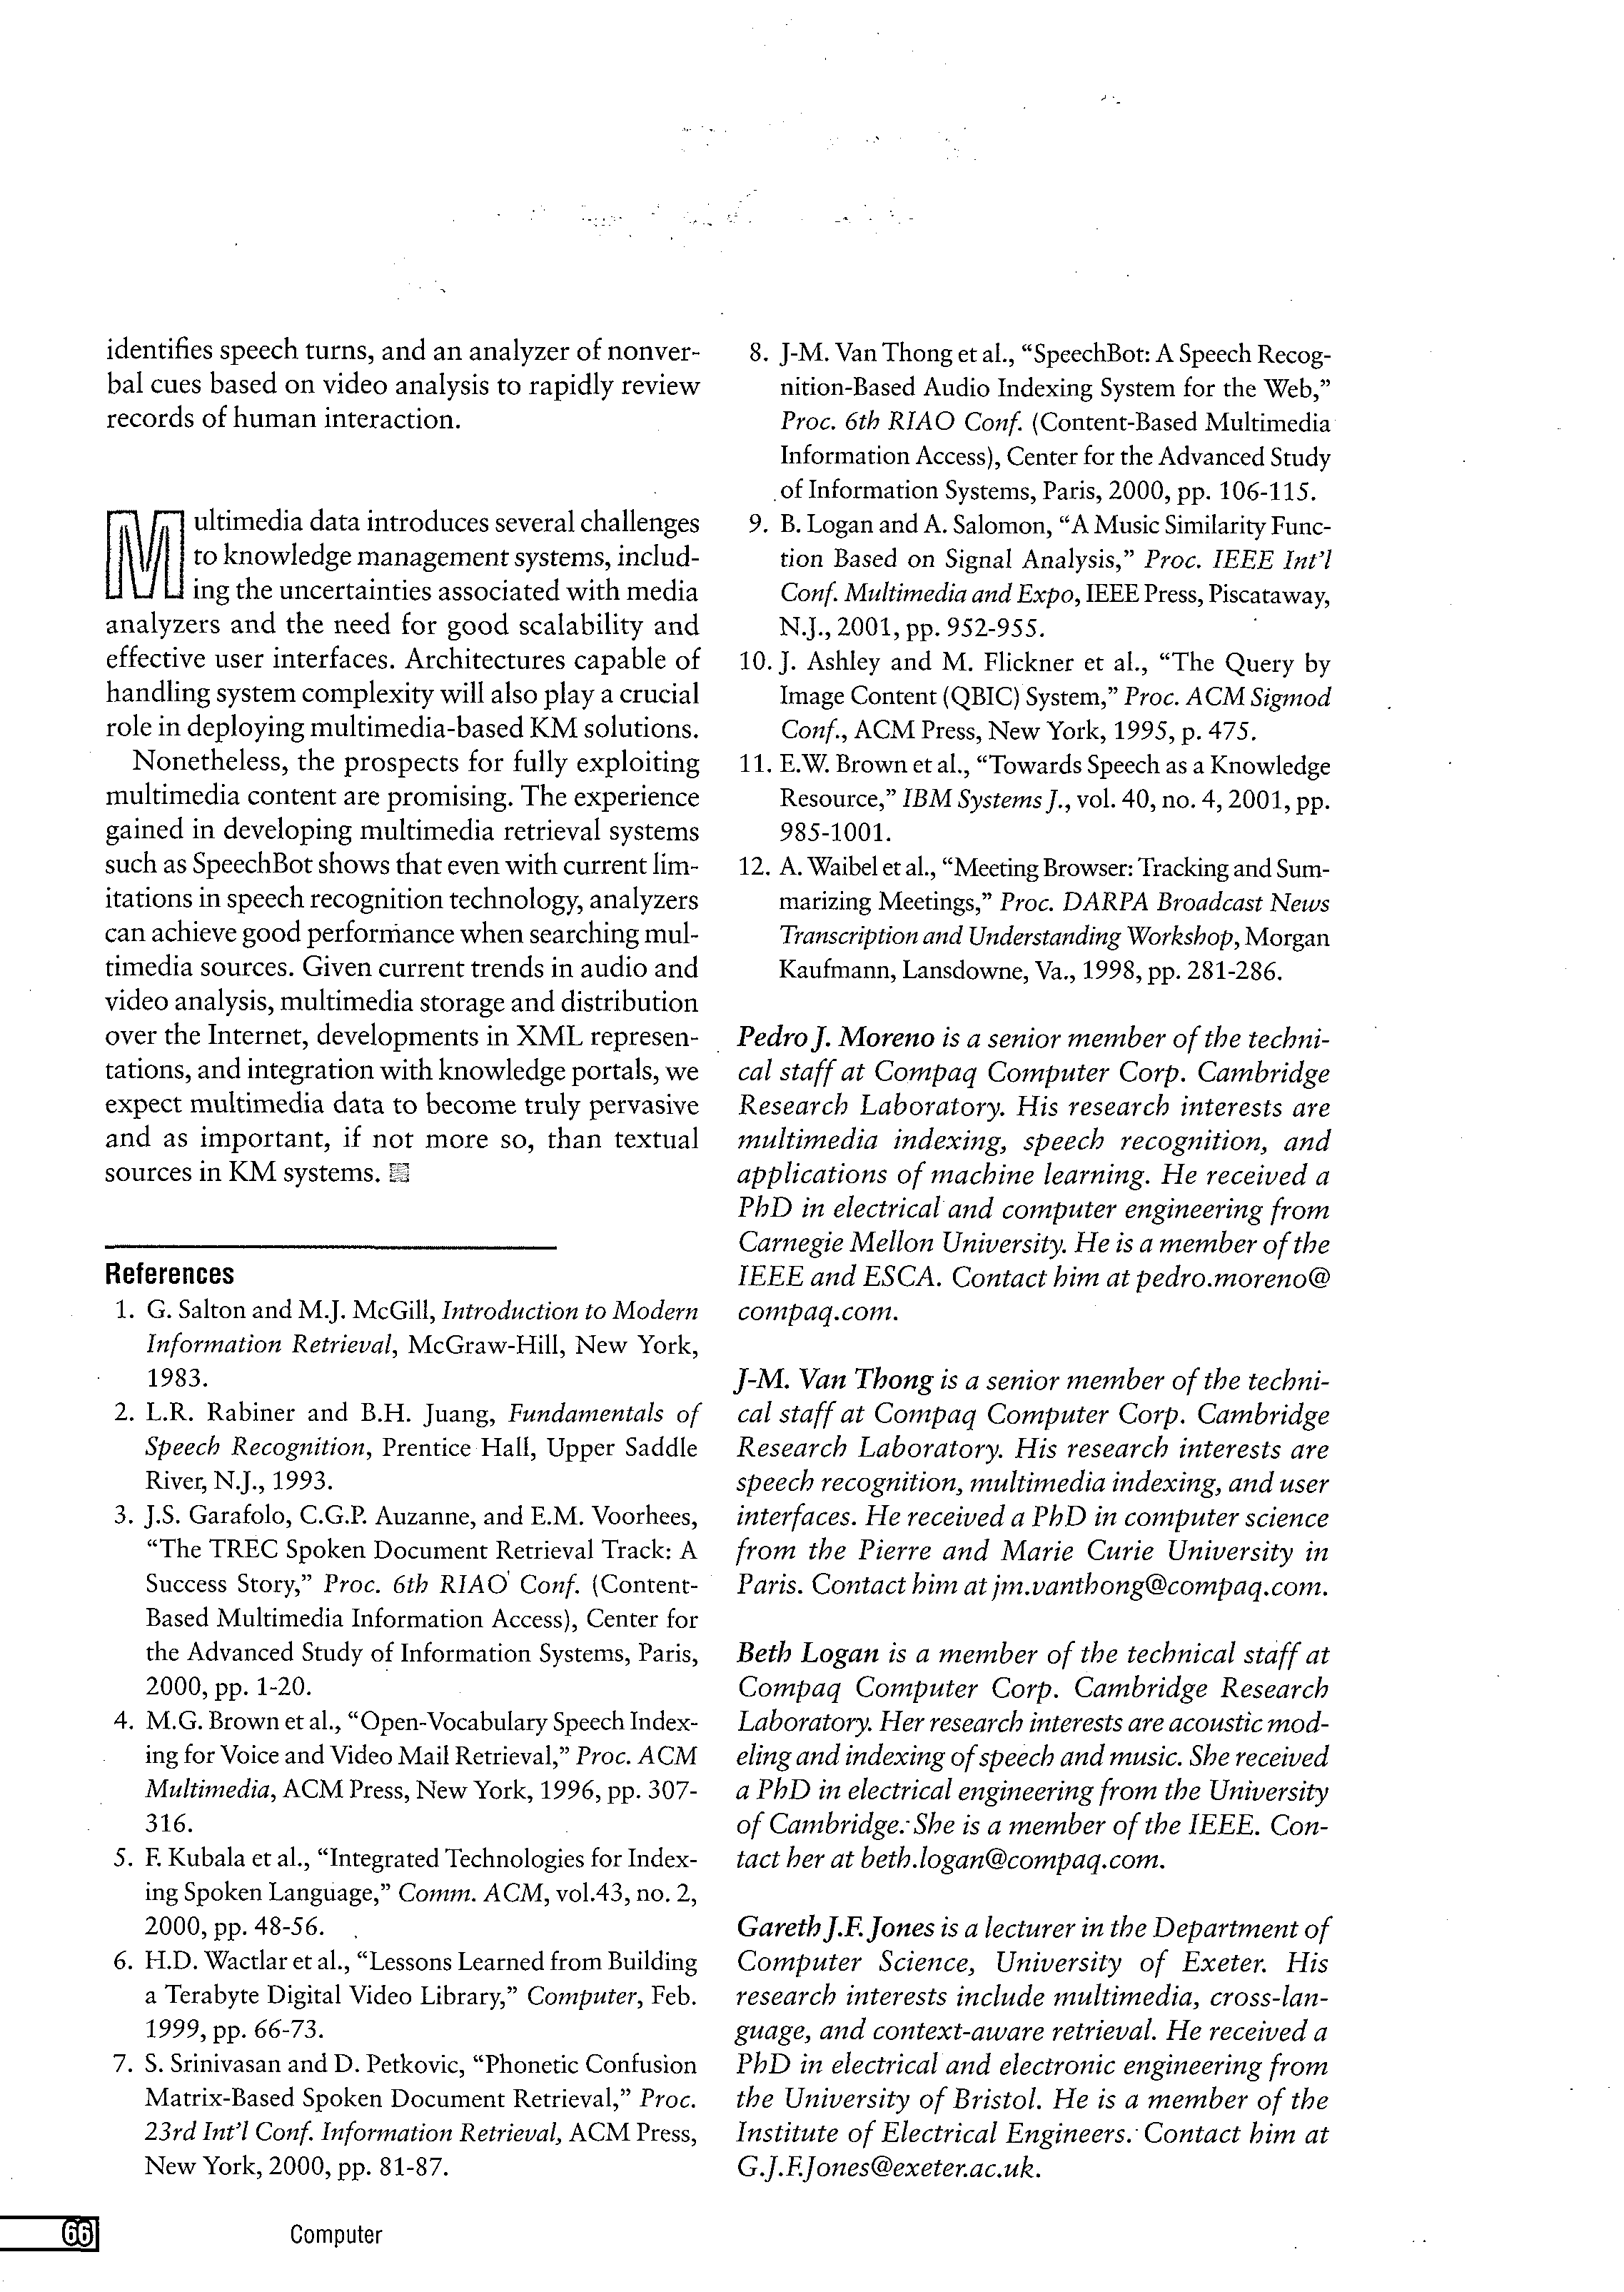 identifies speech turns, and an analyzer of nonver-
bal cues based on video analysis to rapidly review
records of human interaction.
Multimedia data introduces several challenges
to knowledge management systems, includ-
ing the uncertainties associated with media
analyzers and the need for good scalability and
effective user interfaces. Architectures capable of
handling system complexity will also play a crucial
role in deploying multimedia-based KM solutions.
Nonetheless, the prospects for fully exploiting
multimedia content are promising. The experience
gained in developing multimedia retrieval systems
such as SpeechBot shows that even with current lim-
itations in speech recognition technology, analyzers
can achieve good performance when searching mul-
timedia sources. Given current trends in audio and
video analysis, multimedia storage and distribution
over the Internet, developments in XML represen-
tations, and integration with knowledge portals, we
expect multimedia data to become truly pervasive
and as important, if not more so, than textual
sources in KM systems.
References
1. G. Salton and M.J. McGill, Introduction to Modern
Information Retrieval, McGraw-Hill, New York,
1983.
2. L.R. Rabiner and B.H. Juang, Fundamentals of
Speech Recognition, Prentice Hall, Upper Saddle
River, N.J., 1993.
3. J.S. Garafolo, C.G.P. Auzanne, and E.M. Voorhees,
“The TREC Spoken Document Retrieval Track: A
Success Story,” Proc. 6th RIAO Conf. (Content-
Based Multimedia Information Access), Center for
the Advanced Study of Information Systems, Paris,
2000, pp. 1-20.
4. M.G. Brown et al., “Open-Vocabulary Speech Index-
ing for Voice and Video Mail Retrieval,” Proc. ACM
Multimedia, ACM Press, New York, 1996, pp. 307-
316.
5. F. Kubala et al., “Integrated Technologies for Index-
ing Spoken Language,” Comm. ACM, vol.43, no. 2,
2000, pp. 48-56.
6. H.D. Wactlar et al., “Lessons Learned from Building
a Terabyte Digital Video Library,” Computer, Feb.
1999, pp. 66-73.
7. S. Srinivasan and D. Petkovic, “Phonetic Confusion
Matrix-Based Spoken Document Retrieval,” Proc.
23rd Int’l Conf. Information Retrieval, ACM Press,
New York, 2000, pp. 81-87.
8. J-M. Van Thong et al., “SpeechBot: A Speech Recog-
nition-Based Audio Indexing System for the Web,”
Proc. 6th RIAO Conf. (Content-Based Multimedia
Information Access), Center for the Advanced Study
of Information Systems, Paris, 2000, pp. 106-115.
9. B. Logan and A. Salomon, “A Music Similarity Func-
tion Based on Signal Analysis,” Proc. IEEE Int’l
Conf. Multimedia and Expo, IEEE Press, Piscataway,
N.J., 2001, pp. 952-955.
10. J. Ashley and M. Flickner et al., “The Query by
Image Content (QBIC) System,” Proc. ACM Sigmod
Conf., ACM Press, New York, 1995, p. 475.
11. E.W. Brown et al., “Towards Speech as a Knowledge
Resource,” IBM Systems J., vol. 40, no. 4, 2001, pp.
985-1001.
12. A. Waibel et al., “Meeting Browser: Tracking and Sum-
marizing Meetings,” Proc. DARPA Broadcast News
Transcription and Understanding Workshop, Morgan
Kaufmann, Lansdowne, Va., 1998, pp. 281-286.
Pedro J. Moreno is a senior member of the techni-
cal staff at Compaq Computer Corp. Cambridge
Research Laboratory. His research interests are
multimedia indexing, speech recognition, and
applications of machine learning. He received a
PhD in electrical and computer engineering from
Carnegie Mellon University. He is a member of the
IEEE and ESCA. Contact him at pedro.moreno@
compaq.com.
J-M. Van Thong is a senior member of the techni-
cal staff at Compaq Computer Corp. Cambridge
Research Laboratory. His research interests are
speech recognition, multimedia indexing, and user
interfaces. He received a PhD in computer science
from the Pierre and Marie Curie University in
Paris. Contact him at jm.vanthong@compaq.com.
Beth Logan is a member of the technical staff at
Compaq Computer Corp. Cambridge Research
Laboratory. Her research interests are acoustic mod-
eling and indexing of speech and music. She received
a PhD in electrical engineering from the University
of Cambridge. She is a member of the IEEE. Con-
tact her at beth.logan@compaq.com.
Gareth J.F. Jones is a lecturer in the Department of
Computer Science, University of Exeter. His
research interests include multimedia, cross-lan-
guage, and context-aware retrieval. He received a
PhD in electrical and electronic engineering from
the University of Bristol. He is a member of the
Institute of Electrical Engineers. Contact him at
G.J.F.Jones@exeter.ac.uk.
66
Computer